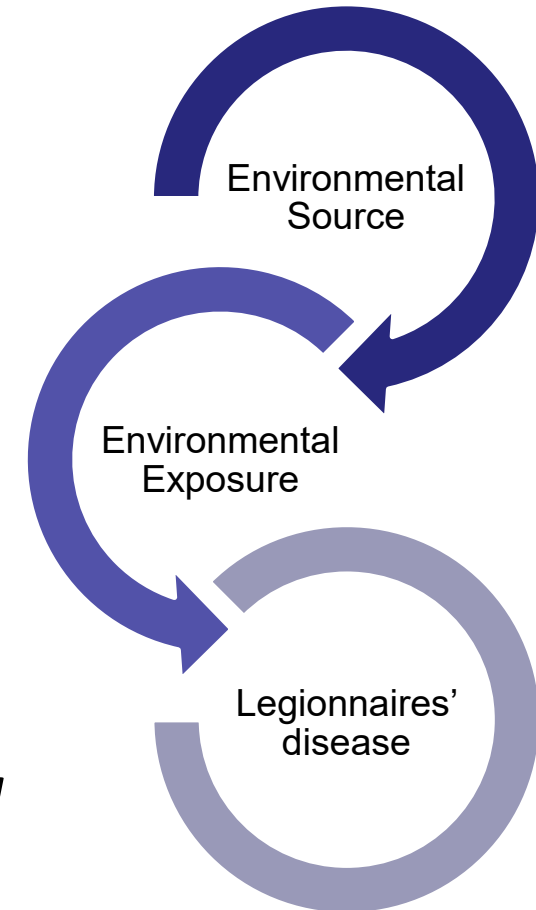 Environmental
Source
Environmental
Exposure
Legionnaires’
disease